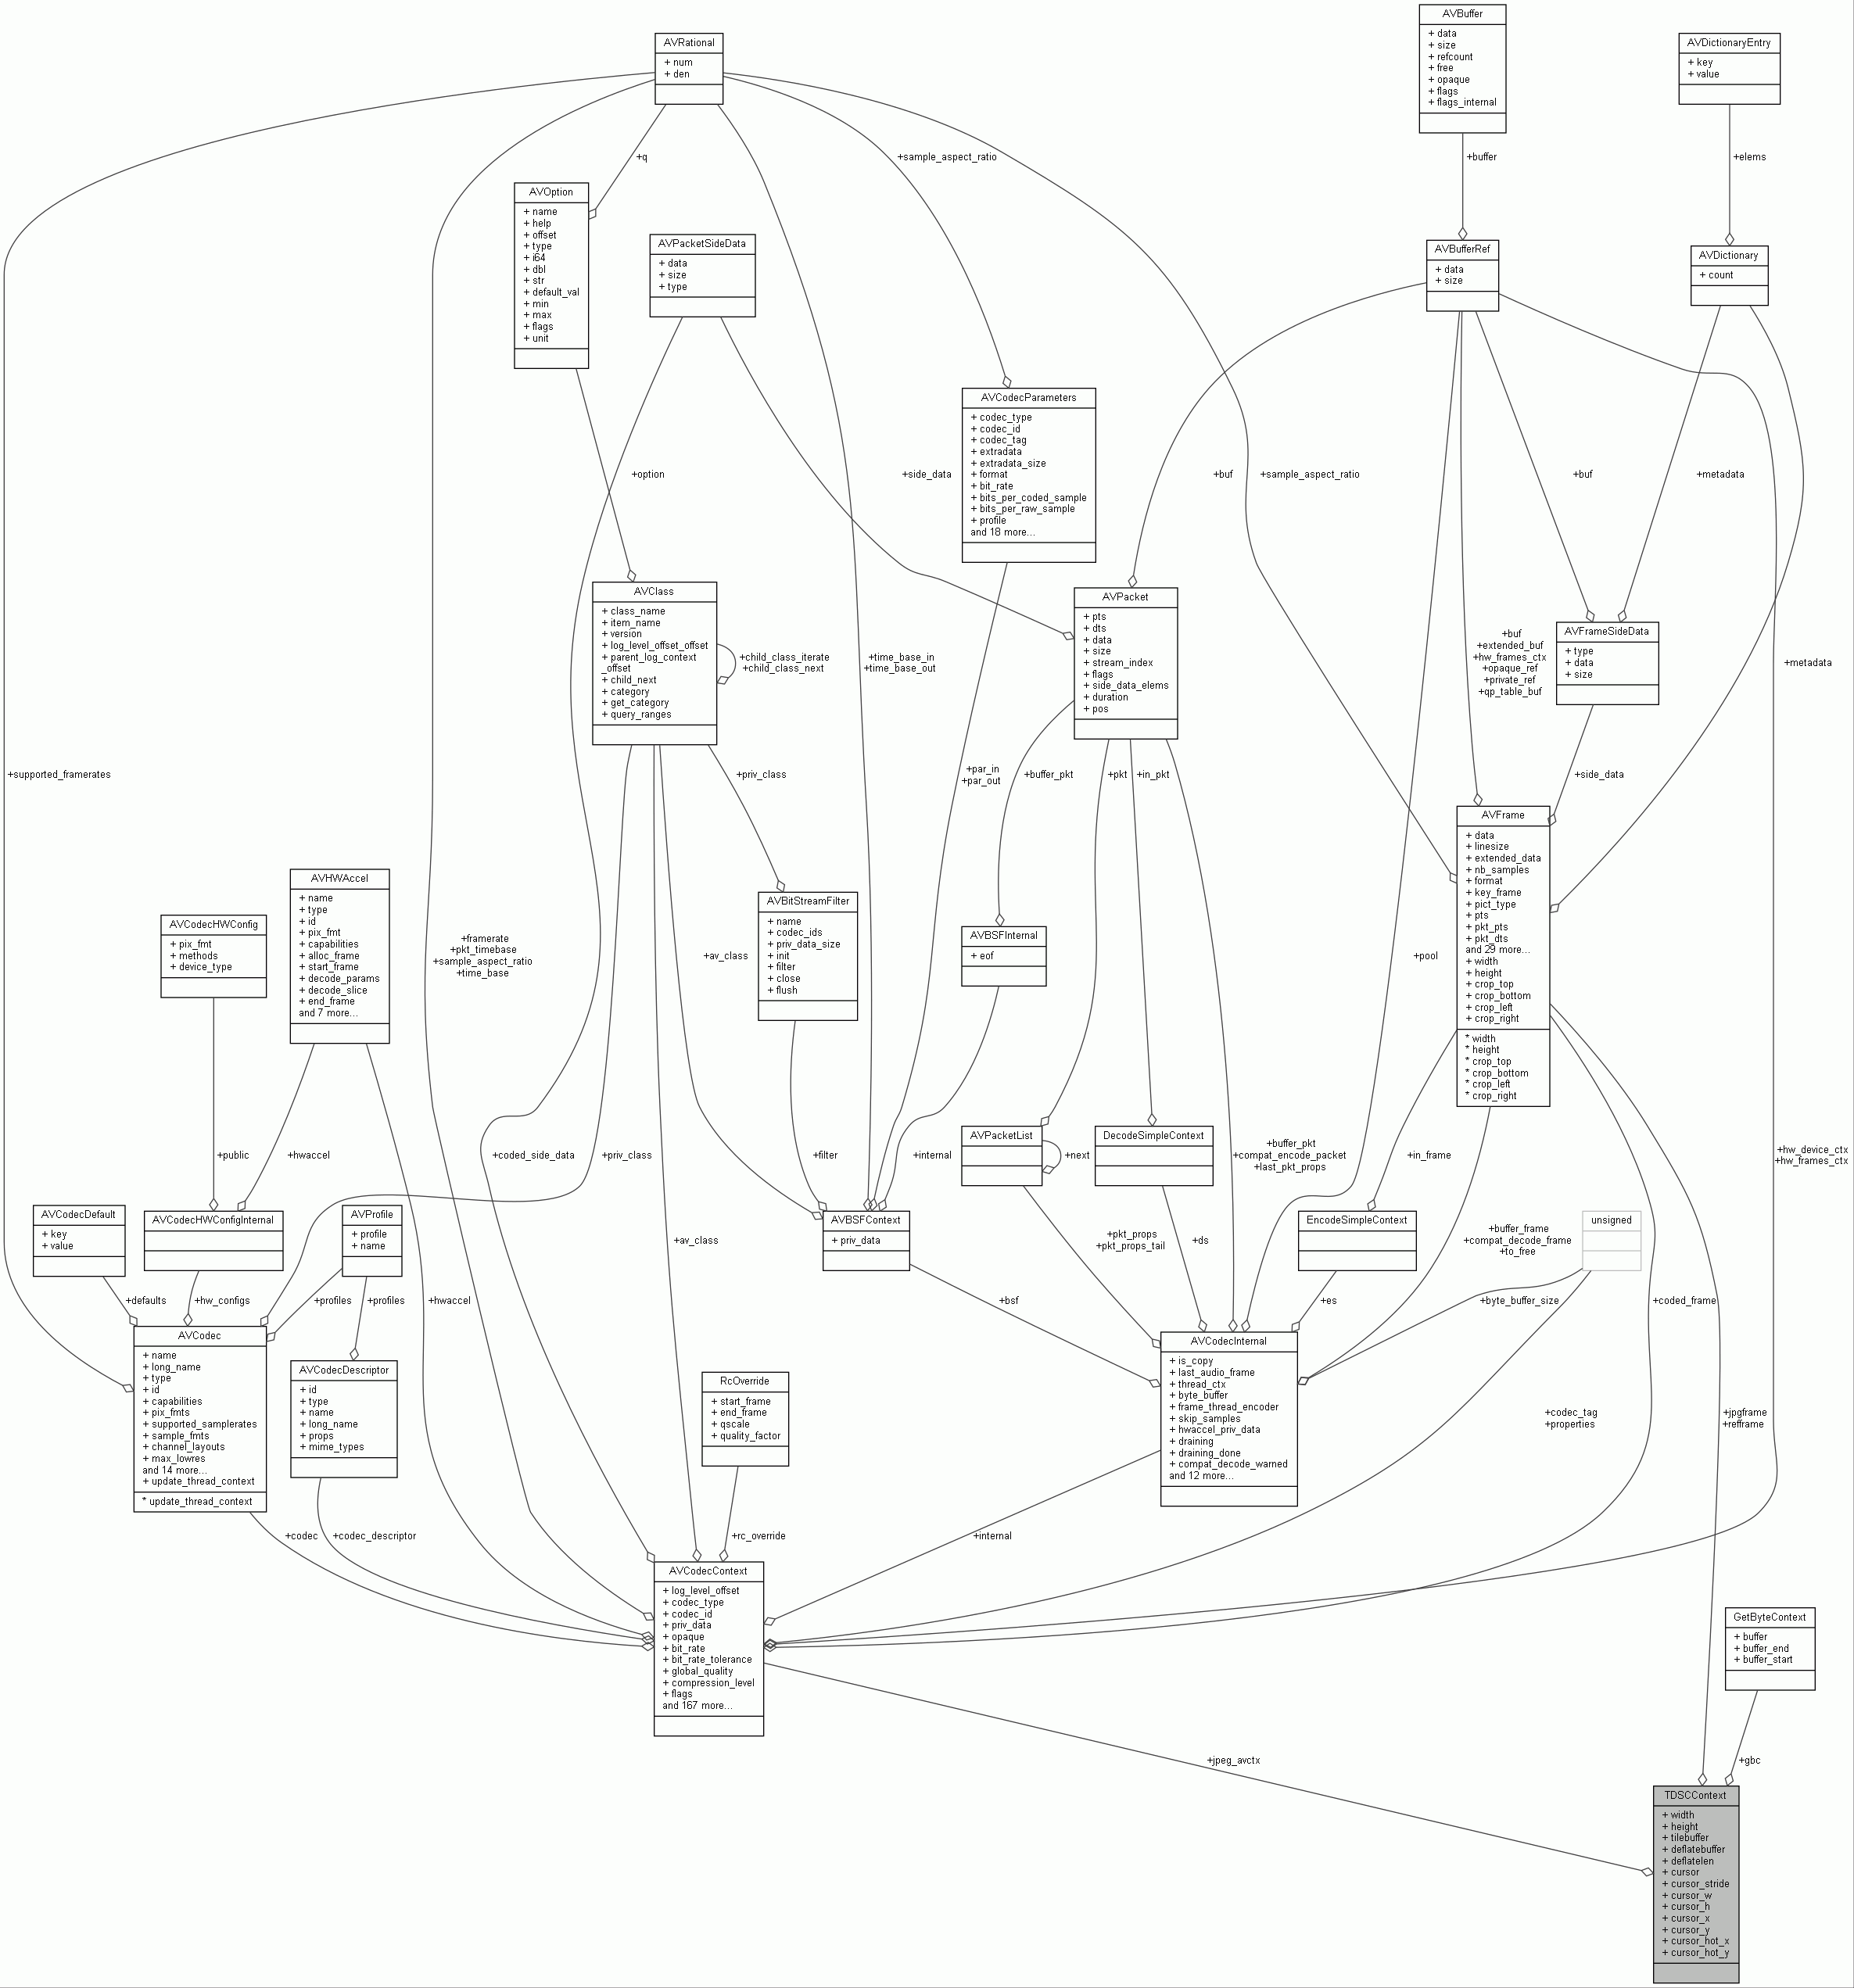 AVBuffer
+ data
+ size
+ refcount
+ free
+ opaque
+ flags
+ flags_internal
AVRational
+ num
+ den
AVDictionaryEntry
+ key
+ value
+q
+sample_aspect_ratio
+buffer
+elems
AVOption
+ name
+ help
+ offset
+ type
+ i64
+ dbl
+ str
+ default_val
+ min
+ max
+ flags
+ unit
AVPacketSideData
+ data
+ size
+ type
AVBufferRef
+ data
+ size
AVDictionary
+ count
AVCodecParameters
+ codec_type
+ codec_id
+ codec_tag
+ extradata
+ extradata_size
+ format
+ bit_rate
+ bits_per_coded_sample
+ bits_per_raw_sample
+ profile
and 18 more...
+option
+side_data
+buf
+sample_aspect_ratio
+buf
+metadata
AVClass
+ class_name
+ item_name
+ version
+ log_level_offset_offset
+ parent_log_context
_offset
+ child_next
+ category
+ get_category
+ query_ranges
+child_class_iterate
+child_class_next
+time_base_in
+time_base_out
AVPacket
+ pts
+ dts
+ data
+ size
+ stream_index
+ flags
+ side_data_elems
+ duration
+ pos
+buf
+extended_buf
+hw_frames_ctx
+opaque_ref
+private_ref
+qp_table_buf
AVFrameSideData
+ type
+ data
+ size
+metadata
+supported_framerates
+priv_class
+par_in
+par_out
+buffer_pkt
+pkt
+in_pkt
+side_data
AVFrame
+ data
+ linesize
+ extended_data
+ nb_samples
+ format
+ key_frame
+ pict_type
+ pts
+ pkt_pts
+ pkt_dts
and 29 more...
+ width
+ height
+ crop_top
+ crop_bottom
+ crop_left
+ crop_right
* width
* height
* crop_top
* crop_bottom
* crop_left
* crop_right
AVHWAccel
+ name
+ type
+ id
+ pix_fmt
+ capabilities
+ alloc_frame
+ start_frame
+ decode_params
+ decode_slice
+ end_frame
and 7 more...
AVCodecHWConfig
+ pix_fmt
+ methods
+ device_type
+framerate
+pkt_timebase
+sample_aspect_ratio
+time_base
+av_class
AVBitStreamFilter
+ name
+ codec_ids
+ priv_data_size
+ init
+ filter
+ close
+ flush
AVBSFInternal
+ eof
+pool
+public
+hwaccel
+coded_side_data
+priv_class
+filter
+internal
AVPacketList
+next
DecodeSimpleContext
+buffer_pkt
+compat_encode_packet
+last_pkt_props
+in_frame
+hw_device_ctx
+hw_frames_ctx
AVCodecDefault
+ key
+ value
AVCodecHWConfigInternal
AVProfile
+ profile
+ name
+av_class
AVBSFContext
+ priv_data
+pkt_props
+pkt_props_tail
+ds
EncodeSimpleContext
+buffer_frame
+compat_decode_frame
+to_free
unsigned
+defaults
+hw_configs
+profiles
+profiles
+hwaccel
+bsf
+es
+byte_buffer_size
+coded_frame
AVCodec
+ name
+ long_name
+ type
+ id
+ capabilities
+ pix_fmts
+ supported_samplerates
+ sample_fmts
+ channel_layouts
+ max_lowres
and 14 more...
+ update_thread_context
* update_thread_context
AVCodecDescriptor
+ id
+ type
+ name
+ long_name
+ props
+ mime_types
RcOverride
+ start_frame
+ end_frame
+ qscale
+ quality_factor
AVCodecInternal
+ is_copy
+ last_audio_frame
+ thread_ctx
+ byte_buffer
+ frame_thread_encoder
+ skip_samples
+ hwaccel_priv_data
+ draining
+ draining_done
+ compat_decode_warned
and 12 more...
+codec_tag
+properties
+jpgframe
+refframe
+codec
+codec_descriptor
+rc_override
+internal
AVCodecContext
+ log_level_offset
+ codec_type
+ codec_id
+ priv_data
+ opaque
+ bit_rate
+ bit_rate_tolerance
+ global_quality
+ compression_level
+ flags
and 167 more...
GetByteContext
+ buffer
+ buffer_end
+ buffer_start
+jpeg_avctx
+gbc
TDSCContext
+ width
+ height
+ tilebuffer
+ deflatebuffer
+ deflatelen
+ cursor
+ cursor_stride
+ cursor_w
+ cursor_h
+ cursor_x
+ cursor_y
+ cursor_hot_x
+ cursor_hot_y